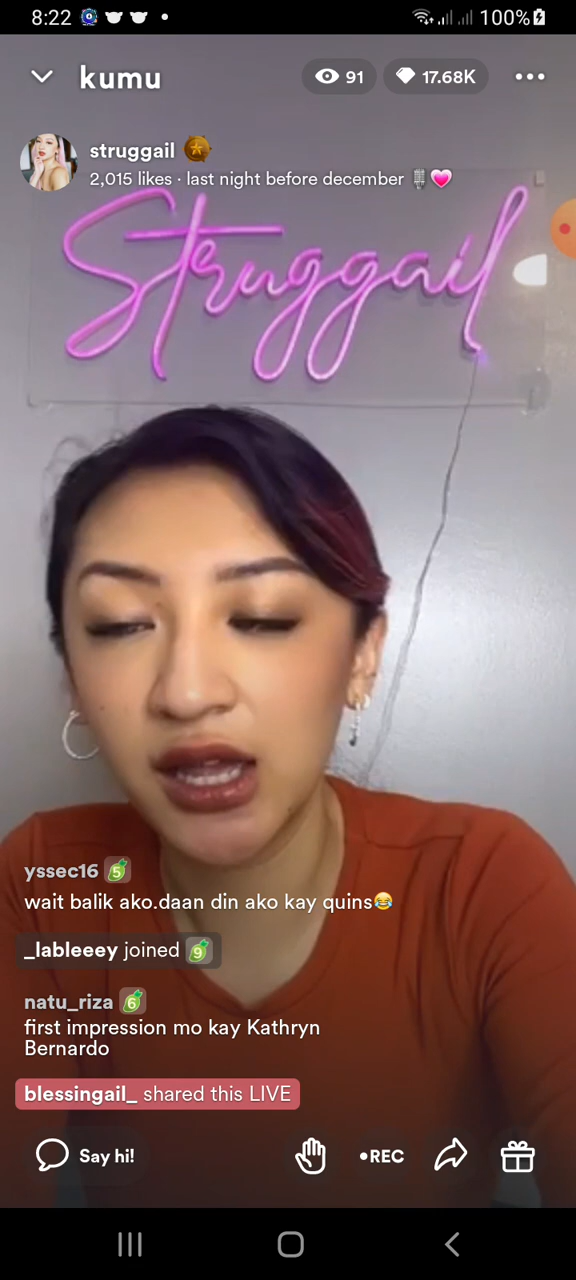 8:22
100%
kumu
91
17.68K
struggail
2,015 likes · last night before december 🎙️💗
Struggail
yssec16 5
wait balik ako.daan din ako kay quins😂
_lableeey joined 9
natu_riza 6
first impression mo kay Kathryn
Bernardo
blessingail_ shared this LIVE
Say hi!
•REC